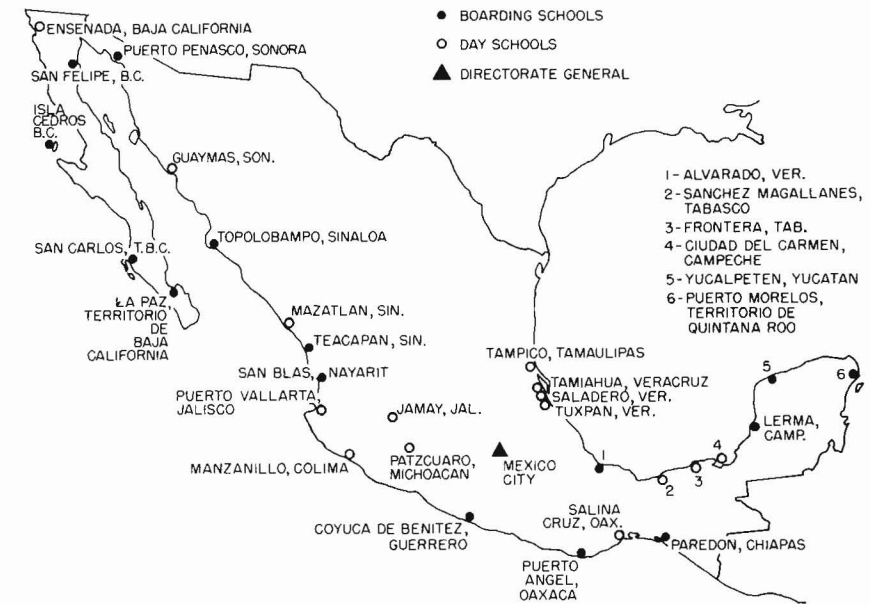 ENSENADA, BAJA CALIFORNIA
PUERTO PENASCO, SONORA
SAN FELIPE, B.C.
ISLA
CEDROS
B.C.
GUAYMAS, SON.
TOPOLOBAMPO, SINALOA
SAN CARLOS, T.B.C.
LA PAZ,
TERRITORIO
DE
BAJA
CALIFORNIA
MAZATLAN, SIN.
TEACAPAN, SIN.
SAN BLAS, NAYARIT
PUERTO VALLARTA,
JALISCO
JAMAY, JAL.
MANZANILLO, COLIMA
PATZCUARO,
MICHOACAN
MEXICO
CITY
COYUCA DE BENITEZ,
GUERRERO
PUERTO
ANGEL,
OAXACA
SALINA
CRUZ, OAX.
PAREDON, CHIAPAS
TAMPICO, TAMAULIPAS
TAMIAHUA, VERACRUZ
SALADERO, VER.
TUXPAN, VER.
1
2
3
4
LERMA,
CAMP.
5
6
BOARDING SCHOOLS
DAY SCHOOLS
DIRECTORATE GENERAL
1-ALVARADO, VER.
2-SANCHEZ MAGALLANES,
TABASCO
3-FRONTERA, TAB.
4-CIUDAD DEL CARMEN,
CAMPECHE
5-YUCALPETEN, YUCATAN
6-PUERTO MORELOS,
TERRITORIO DE
QUINTANA ROO